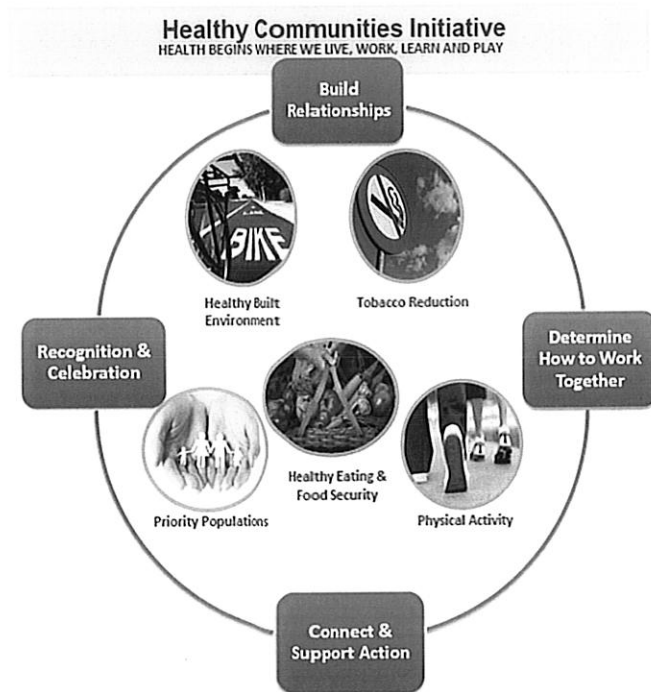 Healthy Communities Initiative
HEALTH BEGINS WHERE WE LIVE, WORK, LEARN AND PLAY
Build
Relationships
BIKE
LANE
Healthy Built
Environment
Tobacco Reduction
Recognition &
Celebration
Determine
How to Work
Together
Healthy Eating &
Food Security
Priority Populations
Physical Activity
Connect &
Support Action